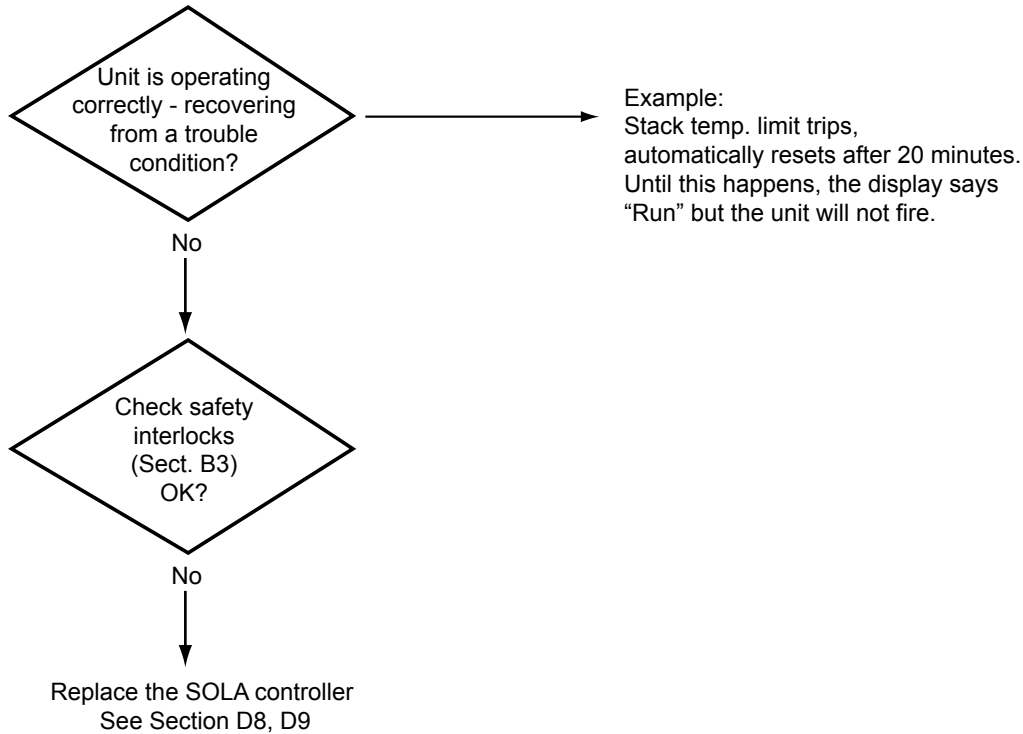 Unit is operating
correctly - recovering
from a trouble
condition?
Example:
Stack temp. limit trips,
automatically resets after 20 minutes.
Until this happens, the display says
“Run” but the unit will not fire.
No
Check safety
interlocks
(Sect. B3)
OK?
No
Replace the SOLA controller
See Section D8, D9